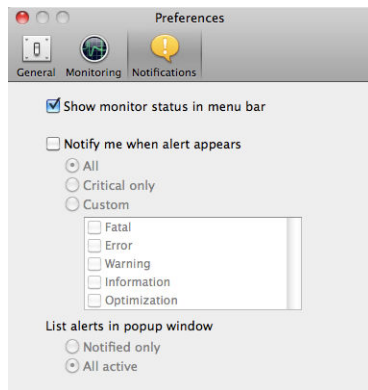 Preferences
General Monitoring Notifications
Show monitor status in menu bar
Notify me when alert appears
All
Critical only
Custom
Fatal
Error
Warning
Information
Optimization
List alerts in popup window
Notified only
All active